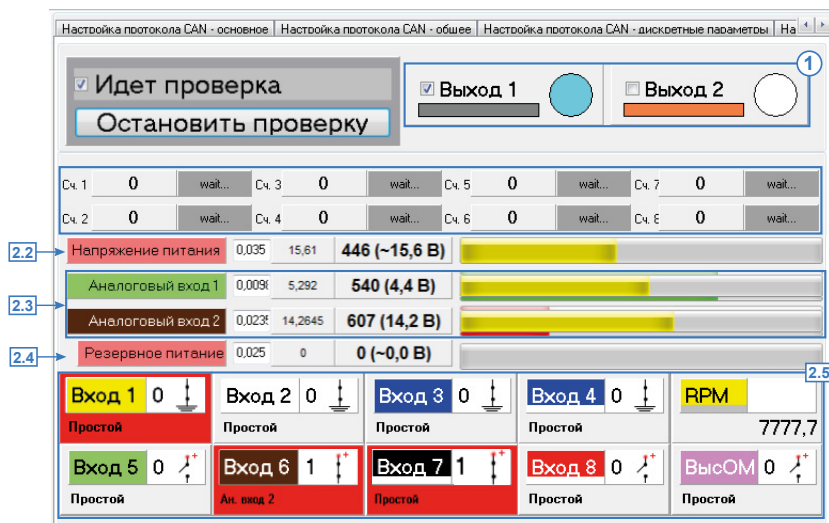 Настройка протокола CAN - основное Настройка протокола CAN - общее Настройка протокола CAN - дискретные параметры На
1
Идет проверка
Остановить проверку
Выход 1
Выход 2
Сч. 1 0 wait... Сч. 3 0 wait... Сч. 5 0 wait... Сч. 7 0 wait...
Сч. 2 0 wait... Сч. 4 0 wait... Сч. 6 0 wait... Сч. 8 0 wait...
2.2 Напряжение питания 0,035 15,61 446 (~15,6 В)
2.3
Аналоговый вход 1 0,009 5,292 540 (4,4 В)
Аналоговый вход 2 0,023 14,2645 607 (14,2 В)
2.4 Резервное питание 0,025 0 0 (~0,0 В)
2.5
Вход 1 0 Вход 2 0 Вход 3 0 Вход 4 0 RPM
Простой Простой Простой Простой 7777,7
Вход 5 0 Вход 6 1 Вход 7 1 Вход 8 0 ВысОМ 0
Простой Ан. вход 2 Простой Простой Простой